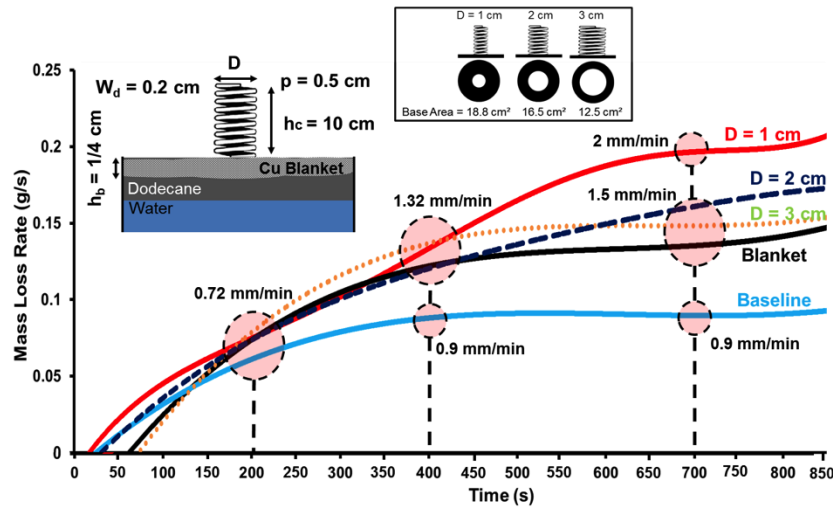 D = 1 cm 2 cm 3 cm
Base Area = 18.8 cm² 16.5 cm² 12.5 cm²
D
W_d = 0.2 cm
p = 0.5 cm
hc = 10 cm
h_b = 1/4 cm
Cu Blanket
Dodecane
Water
D = 1 cm
2 mm/min
1.32 mm/min
1.5 mm/min
D = 2 cm
D = 3 cm
Blanket
0.72 mm/min
Baseline
0.9 mm/min
0.9 mm/min
Mass Loss Rate (g/s)
0.25
0.2
0.15
0.1
0.05
0
0 50 100 150 200 250 300 350 400 450 500 550 600 650 700 750 800 850
Time (s)